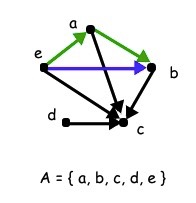 a
e
b
d
c
A = { a, b, c, d, e }